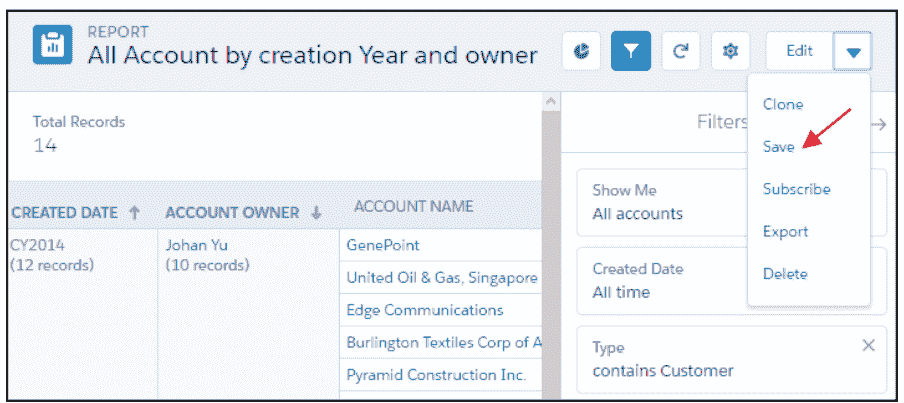 REPORT
All Account by creation Year and owner
Edit
Clone
Save
Subscribe
Export
Delete
Total Records
14
CREATED DATE ↑ ACCOUNT OWNER ↓ ACCOUNT NAME
CY2014
(12 records)
Johan Yu
(10 records)
GenePoint
United Oil & Gas, Singapore
Edge Communications
Burlington Textiles Corp of A
Pyramid Construction Inc.
Filters
Show Me
All accounts
Created Date
All time
Type
contains Customer